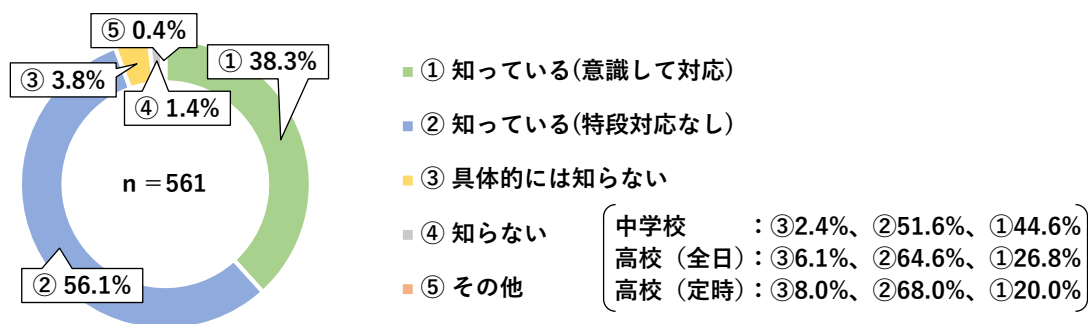 ⑤ 0.4%
① 38.3%
③ 3.8%
④ 1.4%
n ＝561
② 56.1%
① 知っている(意識して対応)
② 知っている(特段対応なし)
③ 具体的には知らない
④ 知らない
⑤ その他
中学校　　　：③2.4%、②51.6%、①44.6%
高校（全日）：③6.1%、②64.6%、①26.8%
高校（定時）：③8.0%、②68.0%、①20.0%